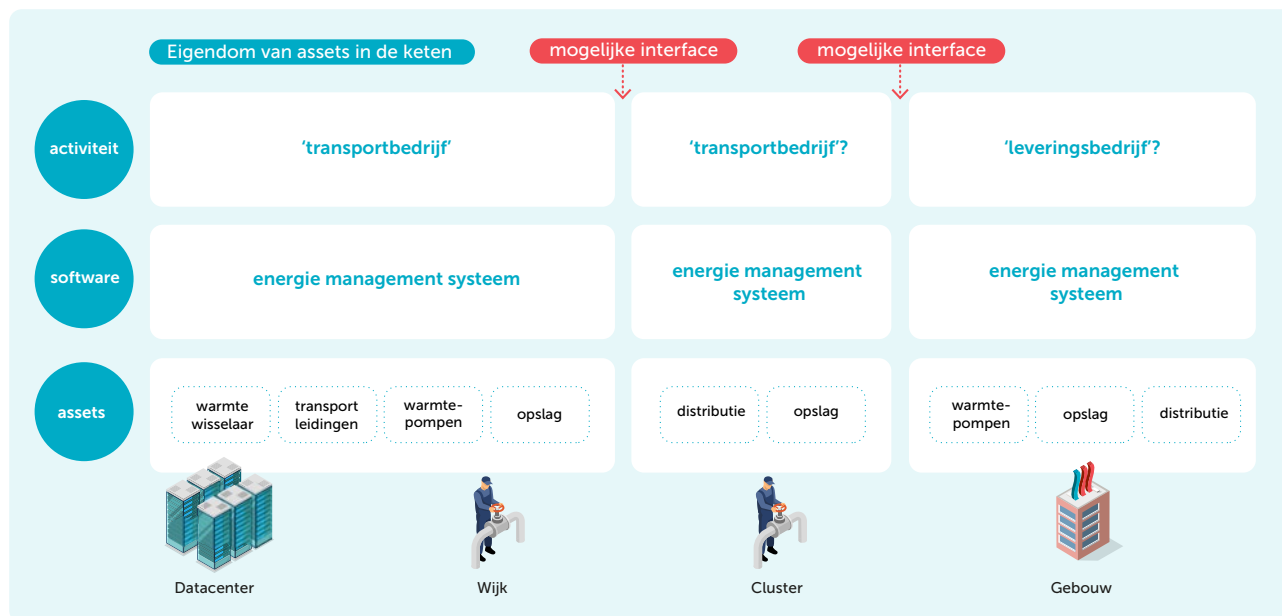 Eigendom van assets in de keten
mogelijke interface
mogelijke interface
activiteit
‘transportbedrijf’
‘transportbedrijf’?
‘leveringsbedrijf’?
software
energie management systeem
energie management
systeem
energie management
systeem
assets
warmte
wisselaar
transport
leidingen
warmte-
pompen
opslag
distributie
opslag
warmte-
pompen
opslag
distributie
Datacenter
Wijk
Cluster
Gebouw